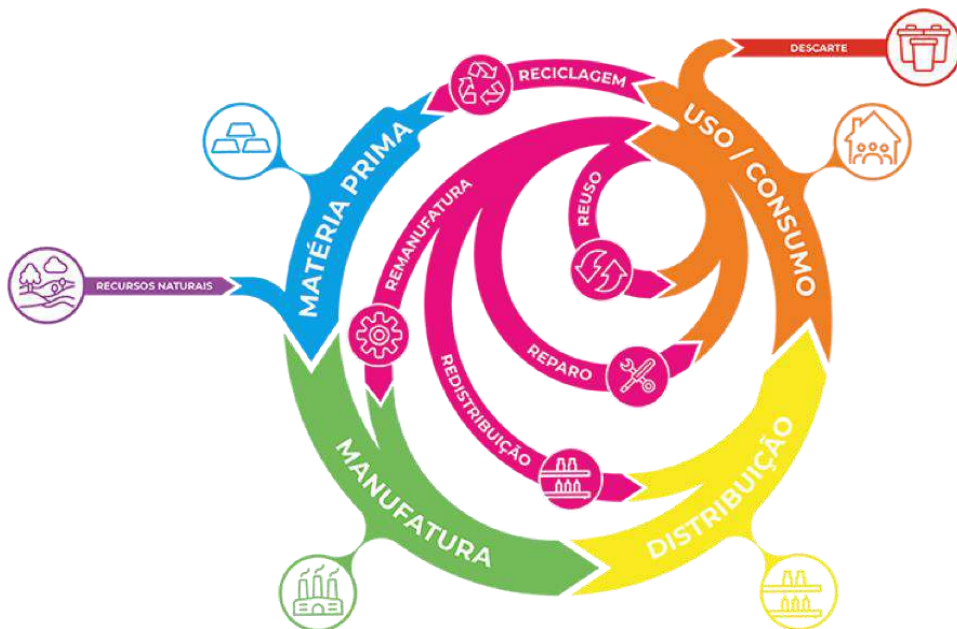 DESCARTE
RECICLAGEM
USO / CONSUMO
MATÉRIA PRIMA
REUSO
REMANUFATURA
RECURSOS NATURAIS
REPARO
REDISTRIBUIÇÃO
MANUFATURA
DISTRIBUIÇÃO